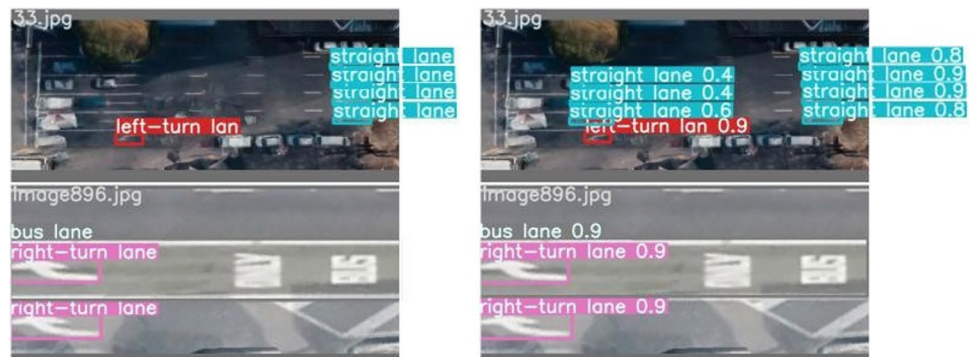 33.jpg
straight lane
straight lane
straight lane
straight lane
left-turn lan
image896.jpg
bus lane
right-turn lane
right-turn lane
33.jpg
straight lane 0.8
straight lane 0.9
straight lane 0.9
straight lane 0.8
straight lane 0.4
straight lane 0.4
straight lane 0.6
left-turn lan 0.9
image896.jpg
bus lane 0.9
right-turn lane 0.9
right-turn lane 0.9